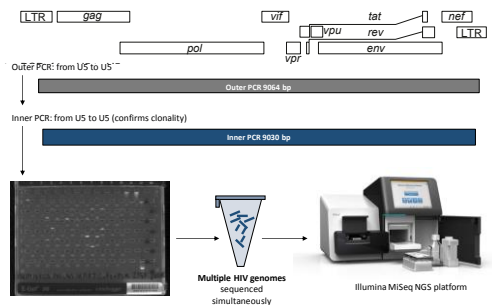 LTR gag vif tat nef
vpu rev LTR
pol vpr env
Outer PCR: from U5 to U5
Outer PCR 9064 bp
Inner PCR: from U5 to U5 (confirms clonality)
Inner PCR 9030 bp
Multiple HIV genomes
sequenced
simultaneously
Illumina MiSeq NGS platform